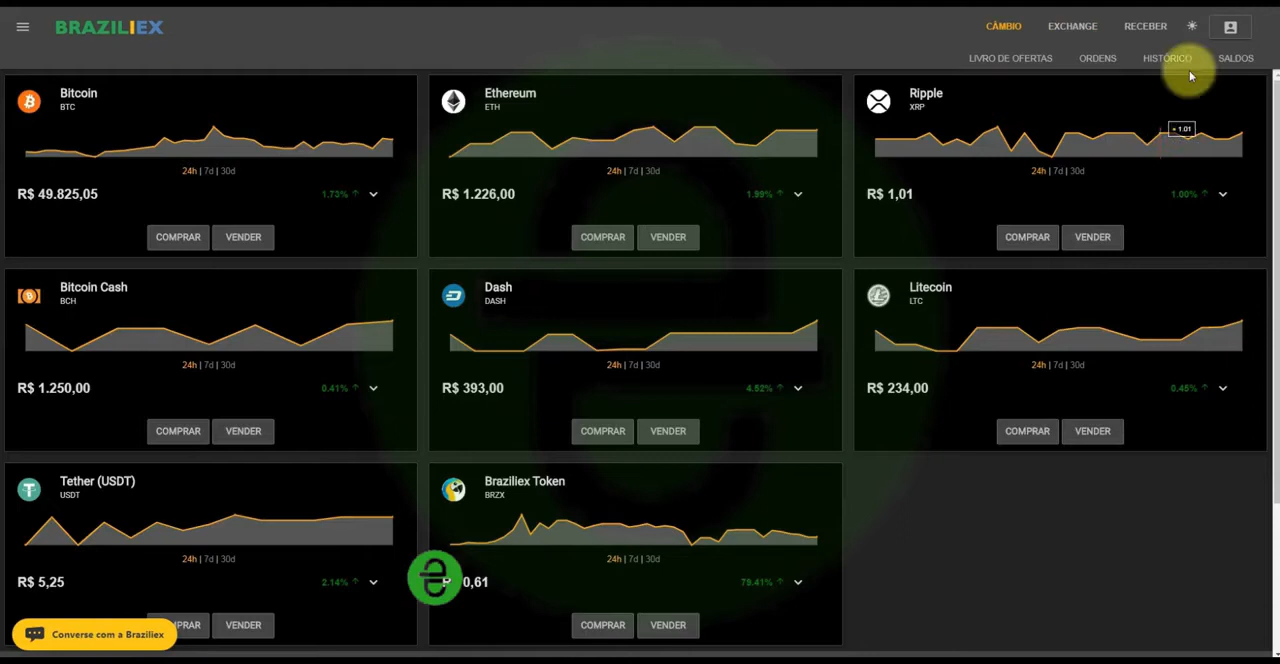 BRAZILIEX
CÂMBIO EXCHANGE RECEBER
LIVRO DE OFERTAS ORDENS HISTÓRICO SALDOS
Bitcoin
BTC
24h | 7d | 30d
R$ 49.825,05 1.73%
COMPRAR VENDER
Ethereum
ETH
24h | 7d | 30d
R$ 1.226,00 1.99%
COMPRAR VENDER
Ripple
XRP
≈ 1.01
24h | 7d | 30d
R$ 1,01 1.00%
COMPRAR VENDER
Bitcoin Cash
BCH
24h | 7d | 30d
R$ 1.250,00 0.41%
COMPRAR VENDER
Dash
DASH
24h | 7d | 30d
R$ 393,00 4.52%
COMPRAR VENDER
Litecoin
LTC
24h | 7d | 30d
R$ 234,00 0.45%
COMPRAR VENDER
Tether (USDT)
USDT
24h | 7d | 30d
R$ 5,25 2.14%
VENDER
Braziliex Token
BRZX
24h | 7d | 30d
0,61 79.41%
COMPRAR VENDER
Converse com a Braziliex